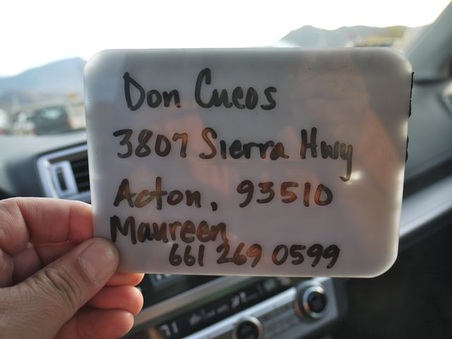 Don Cucos
3807 Sierra Hwy
Acton, 93510
Maureen
661 269 0599